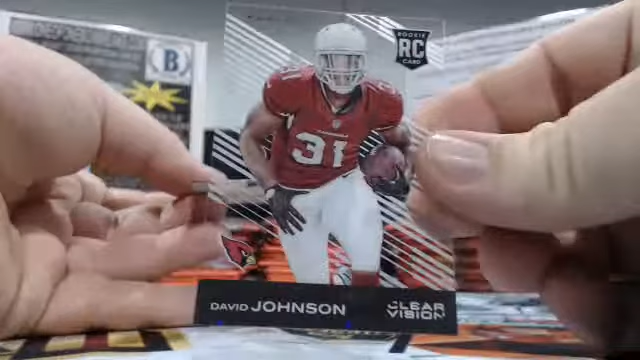 ROOKIE
RC
CARD
31
31
B
DAVID JOHNSON
CLEAR
VISION